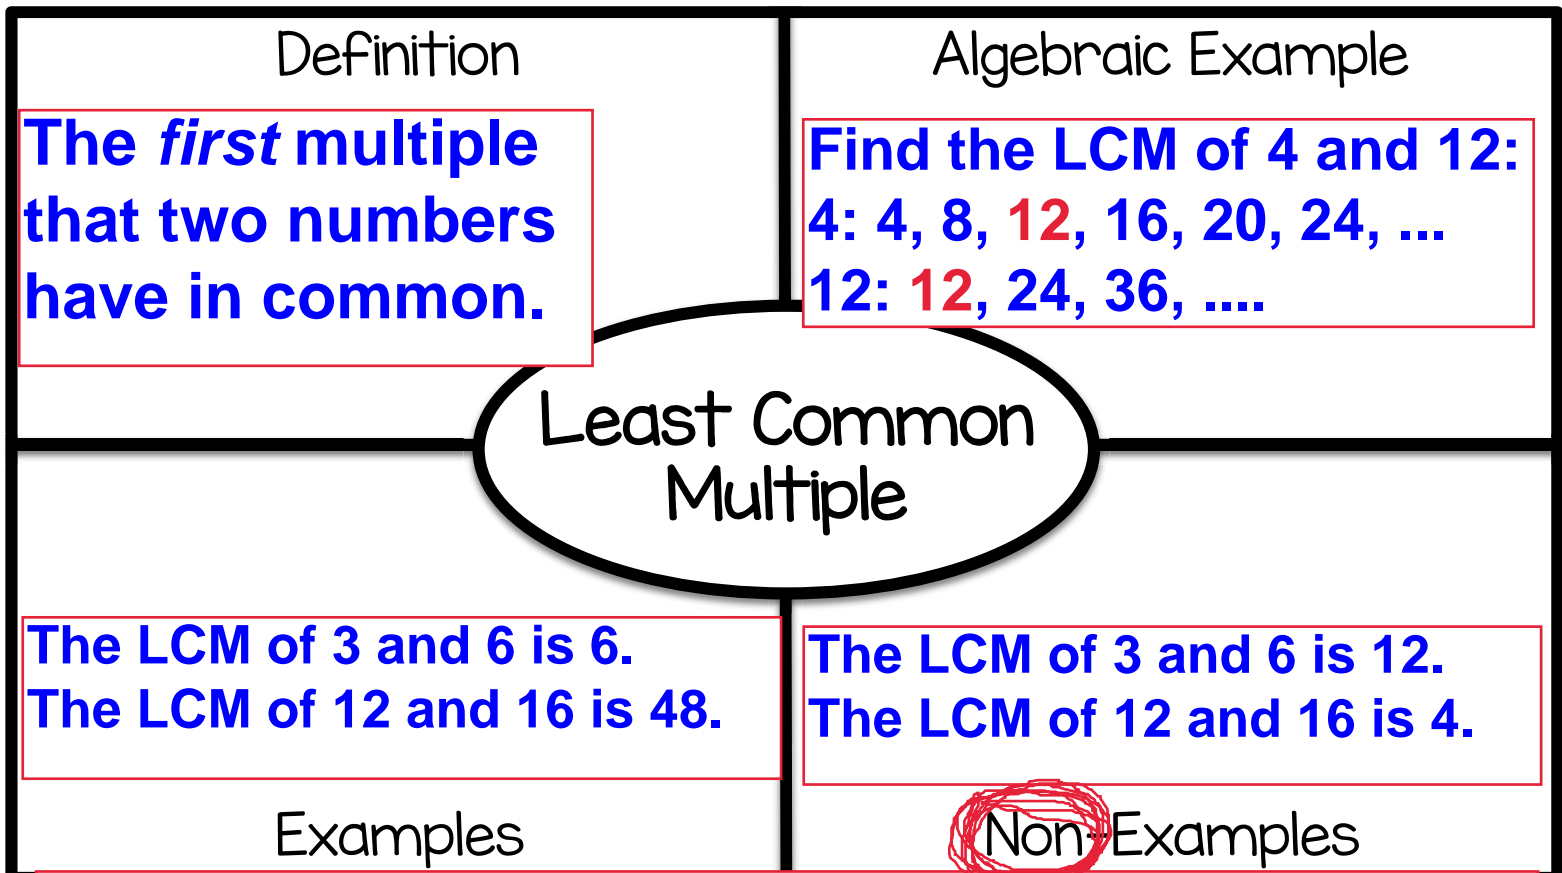 Definition
The first multiple
that two numbers
have in common.
Algebraic Example
Find the LCM of 4 and 12:
4: 4, 8, 12, 16, 20, 24, ...
12: 12, 24, 36, ....
Least Common
Multiple
The LCM of 3 and 6 is 6.
The LCM of 12 and 16 is 48.
Examples
The LCM of 3 and 6 is 12.
The LCM of 12 and 16 is 4.
Non-Examples